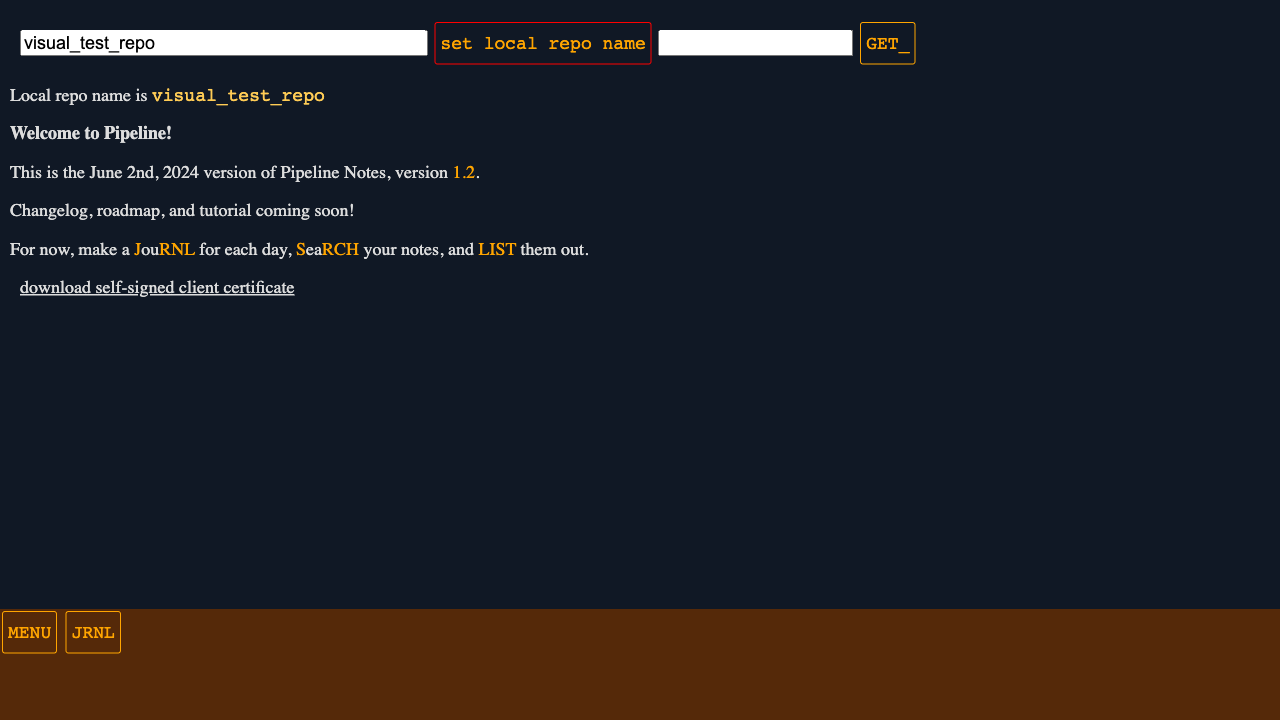 visual_test_repo set local repo name GET_
Local repo name is visual_test_repo
Welcome to Pipeline!
This is the June 2nd, 2024 version of Pipeline Notes, version 1.2.
Changelog, roadmap, and tutorial coming soon!
For now, make a JouRNL for each day, SeaRCH your notes, and LIST them out.
download self-signed client certificate
MENU JRNL